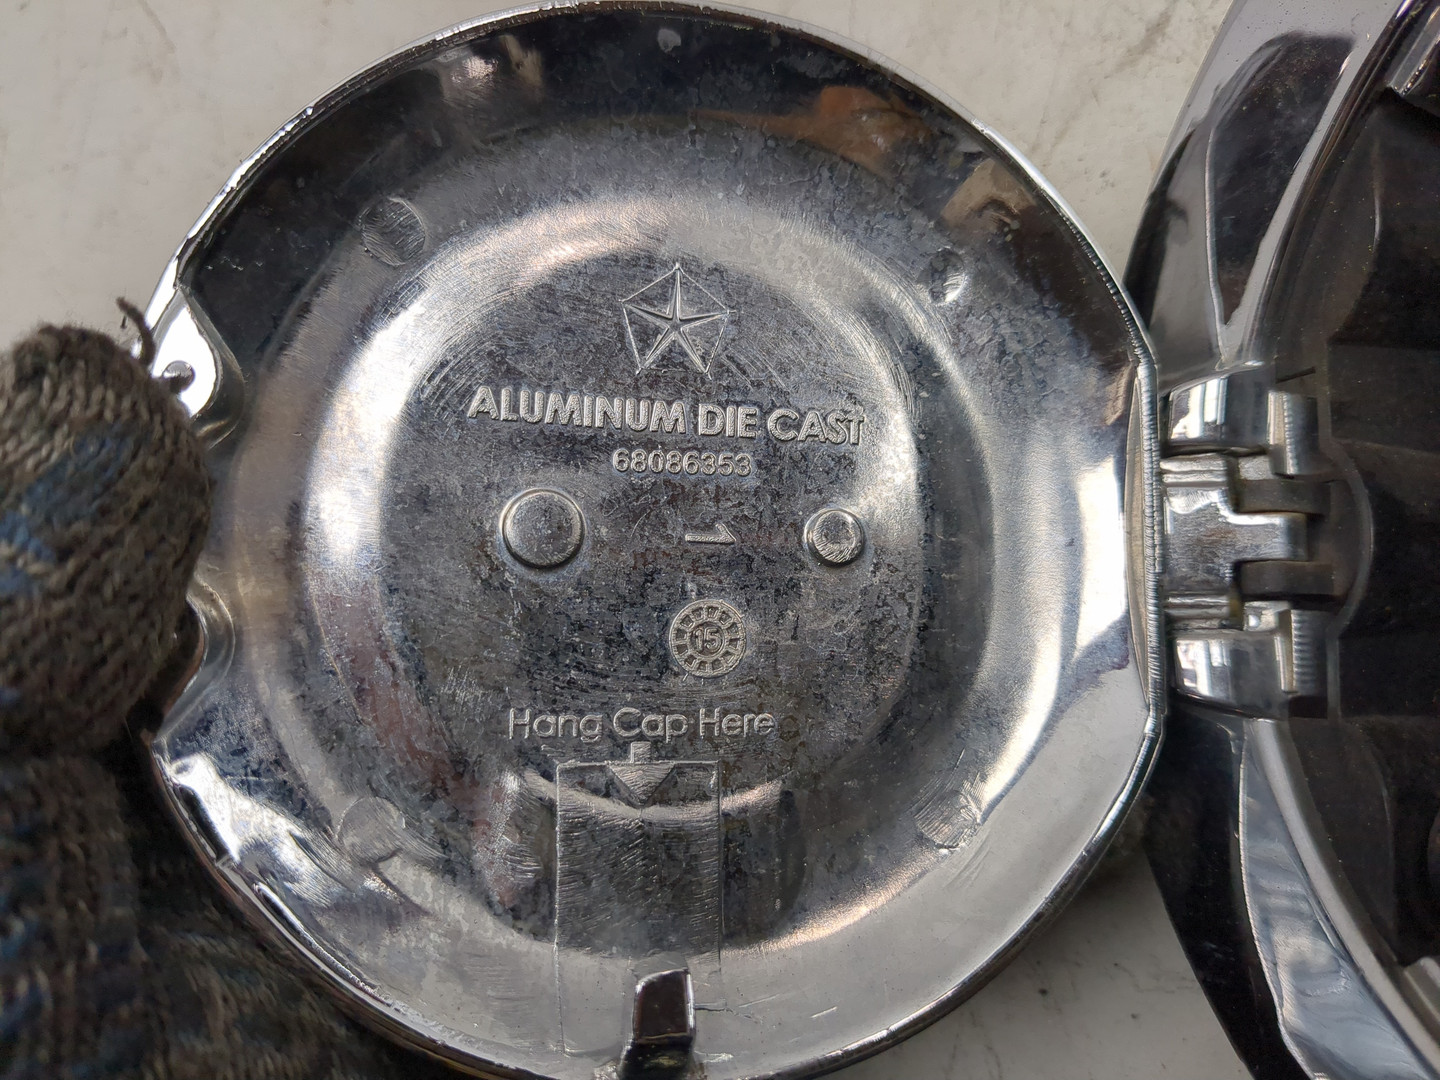 ALUMINUM DIE CAST
68086353
1
15
Hang Cap Here